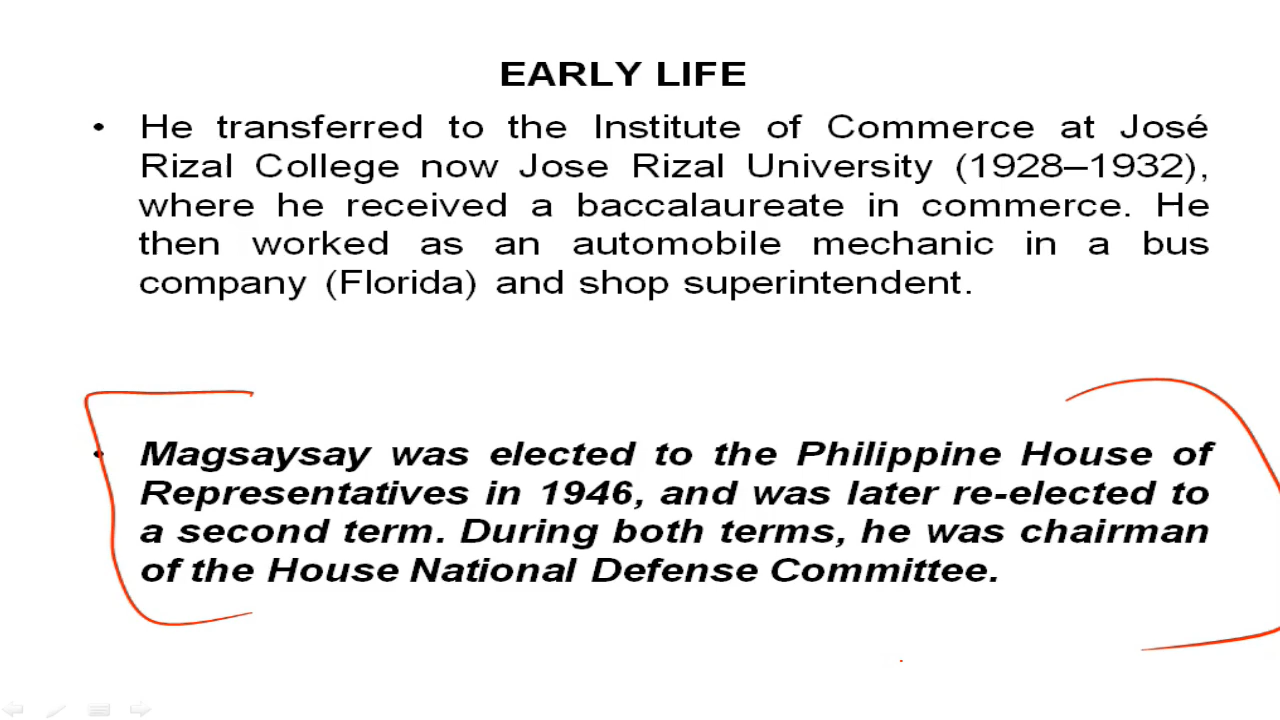 EARLY LIFE
• He transferred to the Institute of Commerce at José
Rizal College now Jose Rizal University (1928–1932),
where he received a baccalaureate in commerce. He
then worked as an automobile mechanic in a bus
company (Florida) and shop superintendent.
• Magsaysay was elected to the Philippine House of
Representatives in 1946, and was later re-elected to
a second term. During both terms, he was chairman
of the House National Defense Committee.